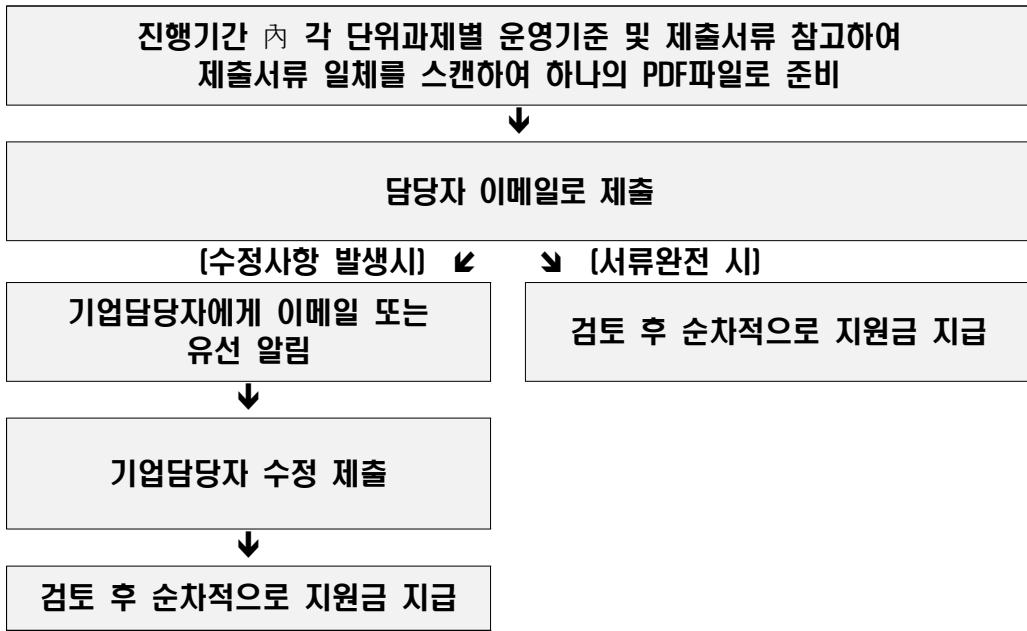 진행기간 內 각 단위과제별 운영기준 및 제출서류 참고하여
제출서류 일체를 스캔하여 하나의 PDF파일로 준비
담당자 이메일로 제출
(수정사항 발생시)
(서류완전 시)
기업담당자에게 이메일 또는
유선 알림
검토 후 순차적으로 지원금 지급
기업담당자 수정 제출
검토 후 순차적으로 지원금 지급